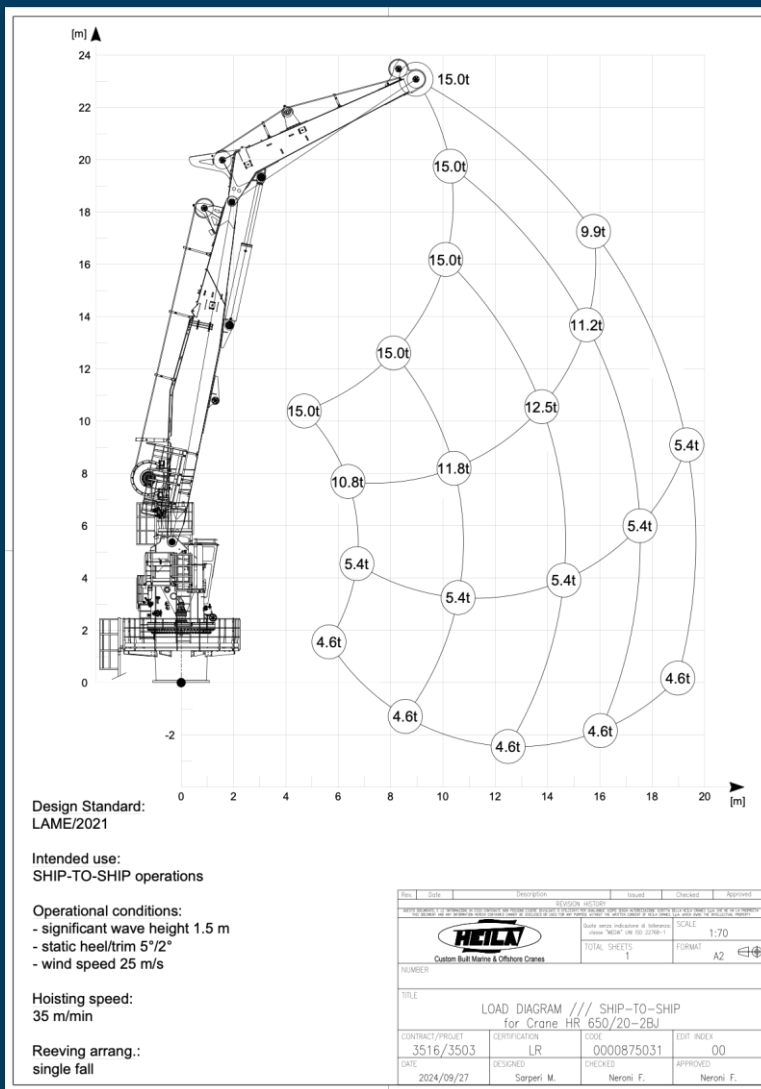 [m]
24
22
20
18
16
14
12
10
8
6
4
2
0
-2
15.0t
15.0t
9.9t
15.0t
11.2t
15.0t
15.0t
12.5t
5.4t
11.8t
10.8t
5.4t
5.4t
5.4t
5.4t
4.6t
4.6t
4.6t
4.6t
4.6t
0 2 4 6 8 10 12 14 16 18 20
[m]
Design Standard:
LAME/2021
Intended use:
SHIP-TO-SHIP operations
Operational conditions:
- significant wave height 1.5 m
- static heel/trim 5°/2°
- wind speed 25 m/s
Hoisting speed:
35 m/min
Reeving arrang.:
single fall
Rev. Date Description Issued Checked Approved
REVISION HISTORY
HEILA
Custom Built Marine & Offshore Cranes
SCALE
1:70
TOTAL SHEETS
1
FORMAT
A2
NUMBER
TITLE
LOAD DIAGRAM /// SHIP-TO-SHIP
for Crane HR 650/20-2BJ
CONTRACT/PROJET CERTIFICATION CODE EDIT INDEX
3516/3503 LR 0000875031 00
DATE DESIGNED CHECKED APPROVED
2024/09/27 Sarperi M. Neroni F. Neroni F.